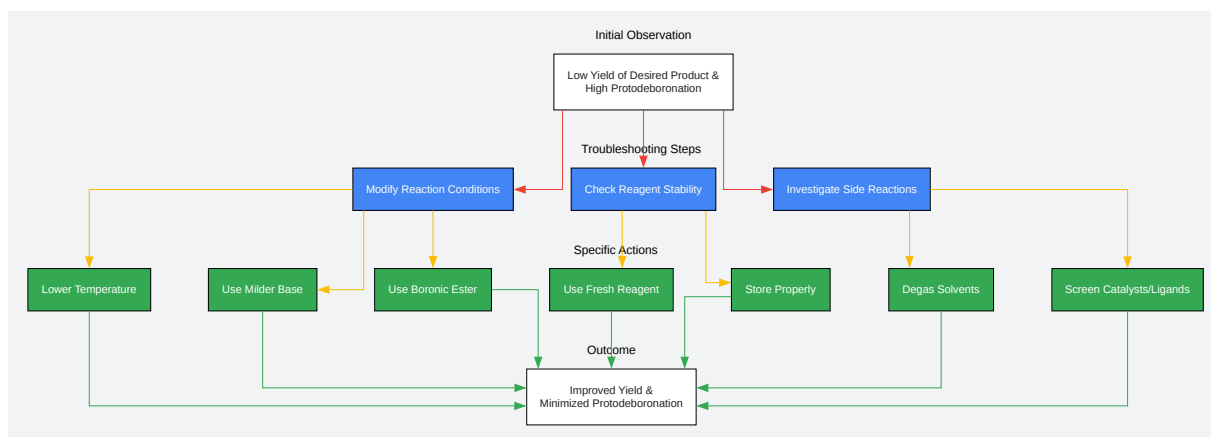 Initial Observation
Low Yield of Desired Product &
High Protodeboronation
Troubleshooting Steps
Modify Reaction Conditions
Check Reagent Stability
Investigate Side Reactions
Specific Actions
Lower Temperature
Use Milder Base
Use Boronic Ester
Use Fresh Reagent
Store Properly
Degas Solvents
Screen Catalysts/Ligands
Outcome
Improved Yield &
Minimized Protodeboronation